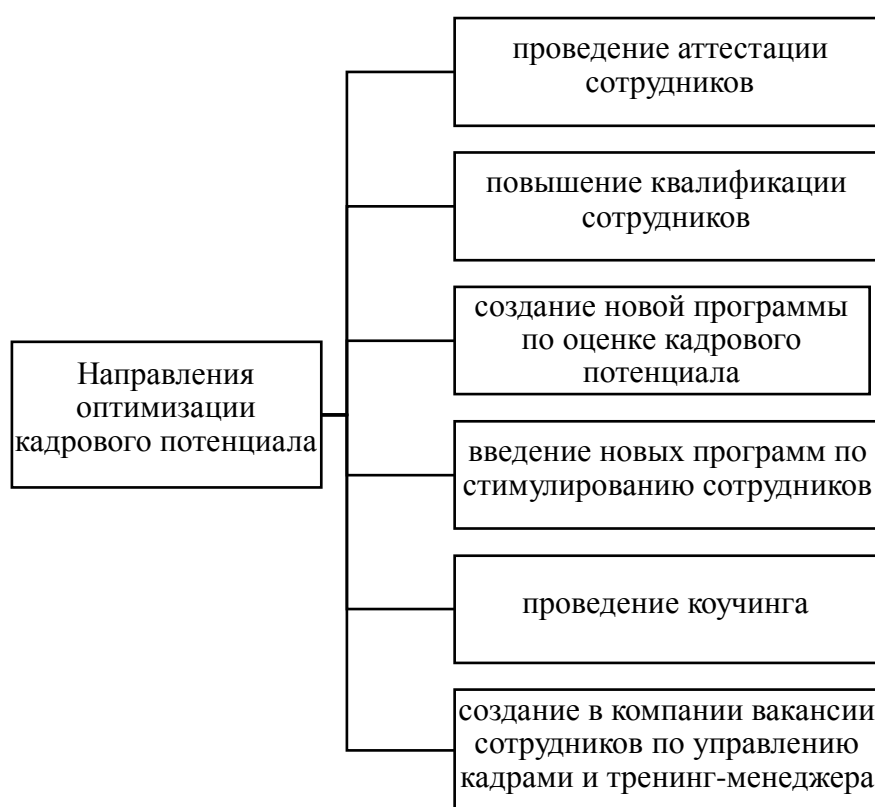 проведение аттестации
сотрудников
повышение квалификации
сотрудников
создание новой программы
по оценке кадрового
потенциала
Направления
оптимизации
кадрового потенциала
введение новых программ по
стимулированию сотрудников
проведение коучинга
создание в компании вакансии
сотрудников по управлению
кадрами и тренинг-менеджера